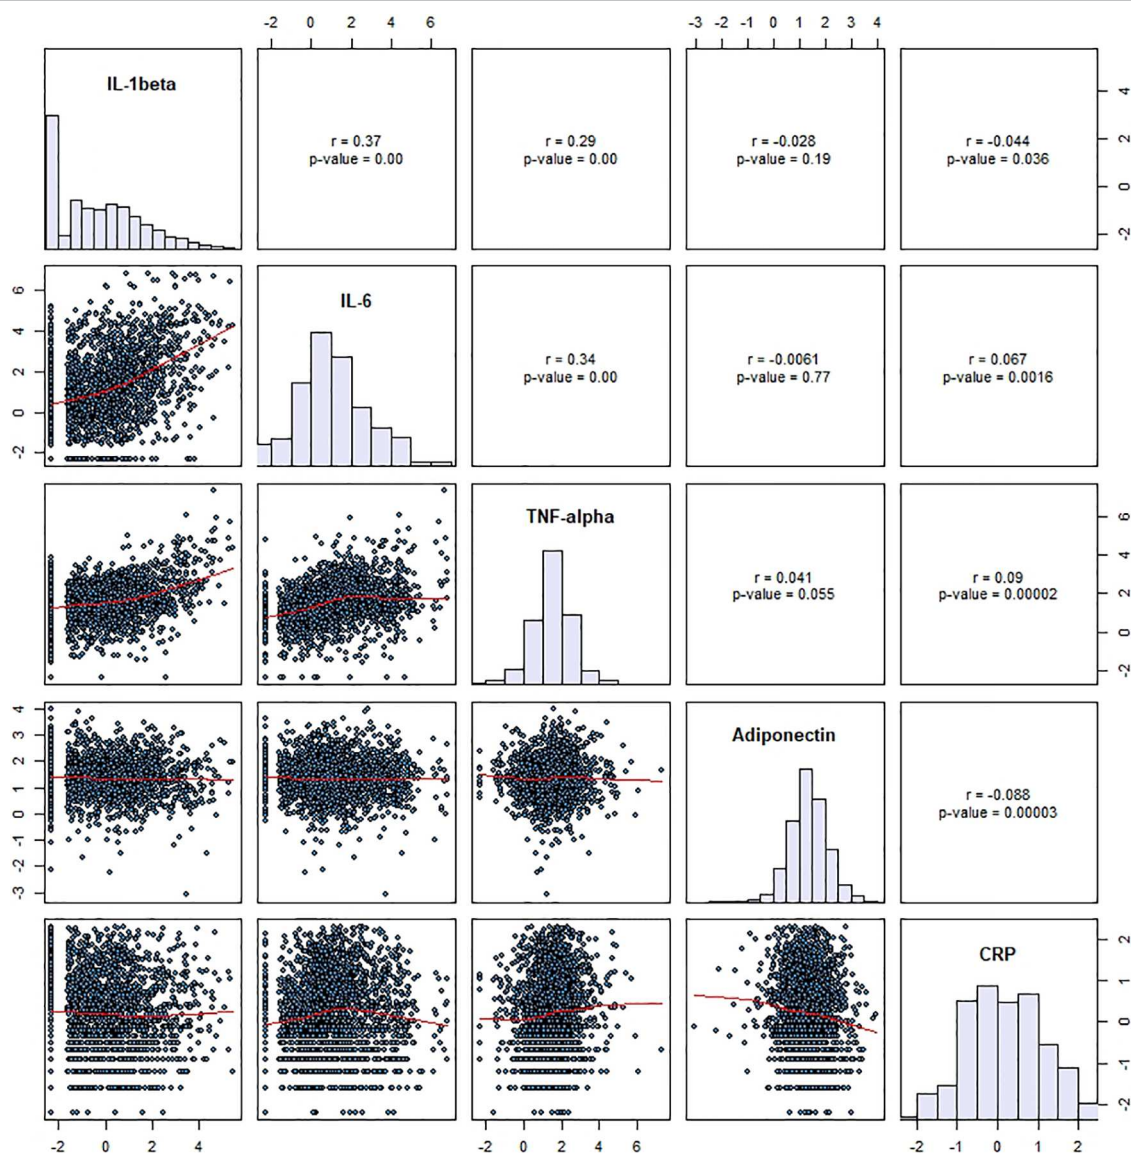 -2 0 2 4 6
-3 -2 -1 0 1 2 3 4
IL-1beta
r = 0.37
p-value = 0.00
r = 0.29
p-value = 0.00
r = -0.028
p-value = 0.19
r = -0.044
p-value = 0.036
4
2
0
-2
6
4
2
0
-2
IL-6
r = 0.34
p-value = 0.00
r = -0.0061
p-value = 0.77
r = 0.067
p-value = 0.0016
TNF-alpha
r = 0.041
p-value = 0.055
r = 0.09
p-value = 0.00002
6
4
2
0
-2
4
3
2
1
0
-1
-2
-3
Adiponectin
r = -0.088
p-value = 0.00003
CRP
2
1
0
-1
-2
-2 0 2 4
-2 0 2 4 6
-2 -1 0 1 2